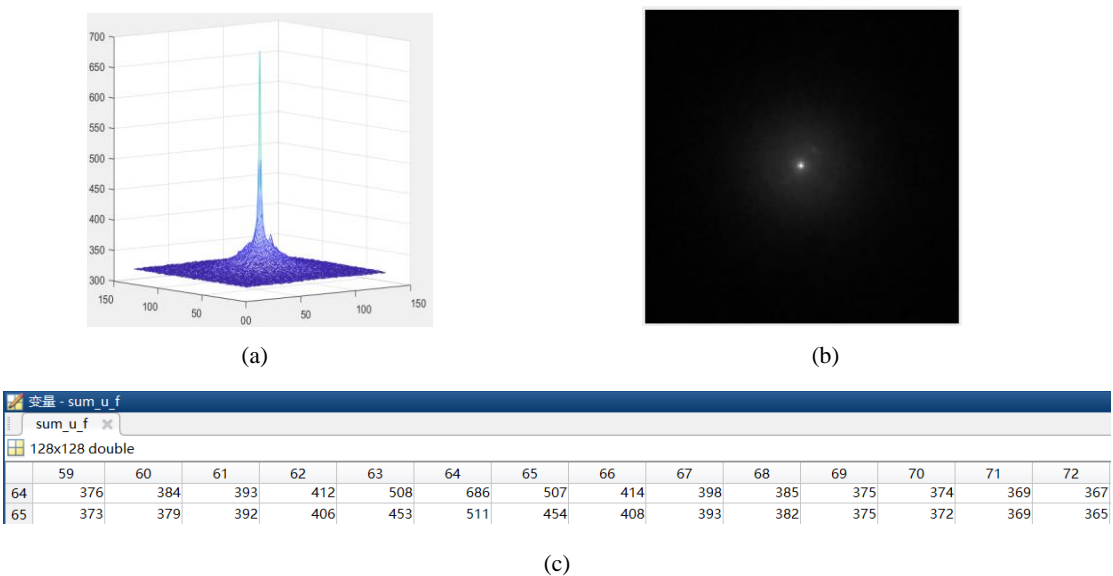 700
650
600
550
500
450
400
350
300
150
100
50
00
50
100
150
(a)
(b)
变量 - sum_u_f
sum_u_f
128x128 double
59 60 61 62 63 64 65 66 67 68 69 70 71 72
64 376 384 393 412 508 686 507 414 398 385 375 374 369 367
65 373 379 392 406 453 511 454 408 393 382 375 372 369 365
(c)